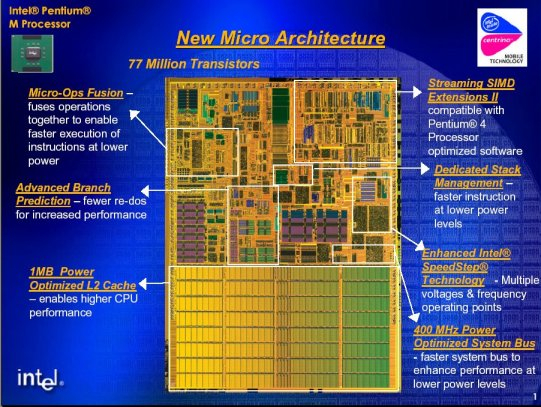 Intel® Pentium®
M Processor
New Micro Architecture
77 Million Transistors
centrino
MOBILE
TECHNOLOGY
Micro-Ops Fusion –
fuses operations
together to enable
faster execution of
instructions at lower
power
Advanced Branch
Prediction – fewer re-dos
for increased performance
1MB Power
Optimized L2 Cache
– enables higher CPU
performance
Streaming SIMD
Extensions II
compatible with
Pentium® 4
Processor
optimized software
Dedicated Stack
Management –
faster instruction
at lower power
levels
Enhanced Intel®
SpeedStep®
Technology - Multiple
voltages & frequency
operating points
400 MHz Power
Optimized System Bus
- faster system bus to
enhance performance at
lower power levels
intel®
1